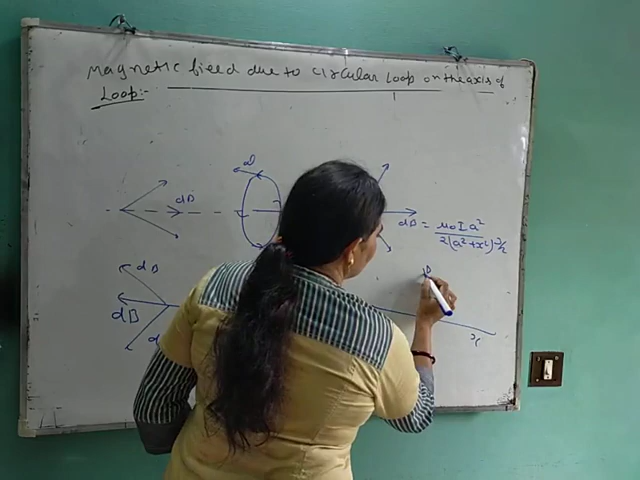 Magnetic field due to circular Loop on the axis of
Loop:-
dB
dB = μ₀Ia²
2(a²+x²)^3/2
dB
dB
d
x